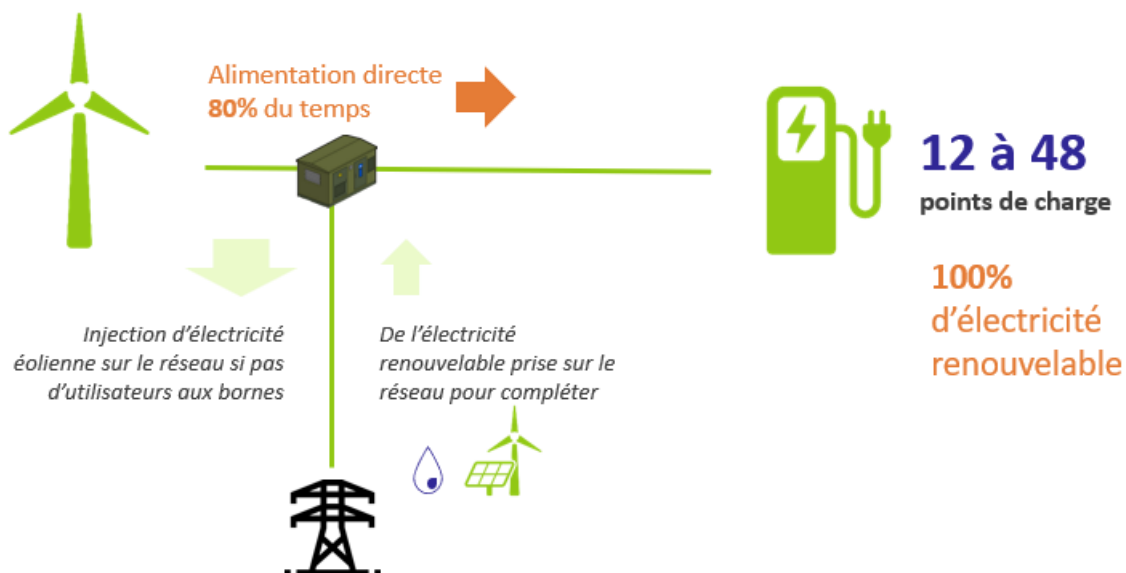 Alimentation directe
80% du temps
12 à 48
points de charge
100%
d’électricité
renouvelable
Injection d’électricité
éolienne sur le réseau si pas
d’utilisateurs aux bornes
De l’électricité
renouvelable prise sur le
réseau pour compléter